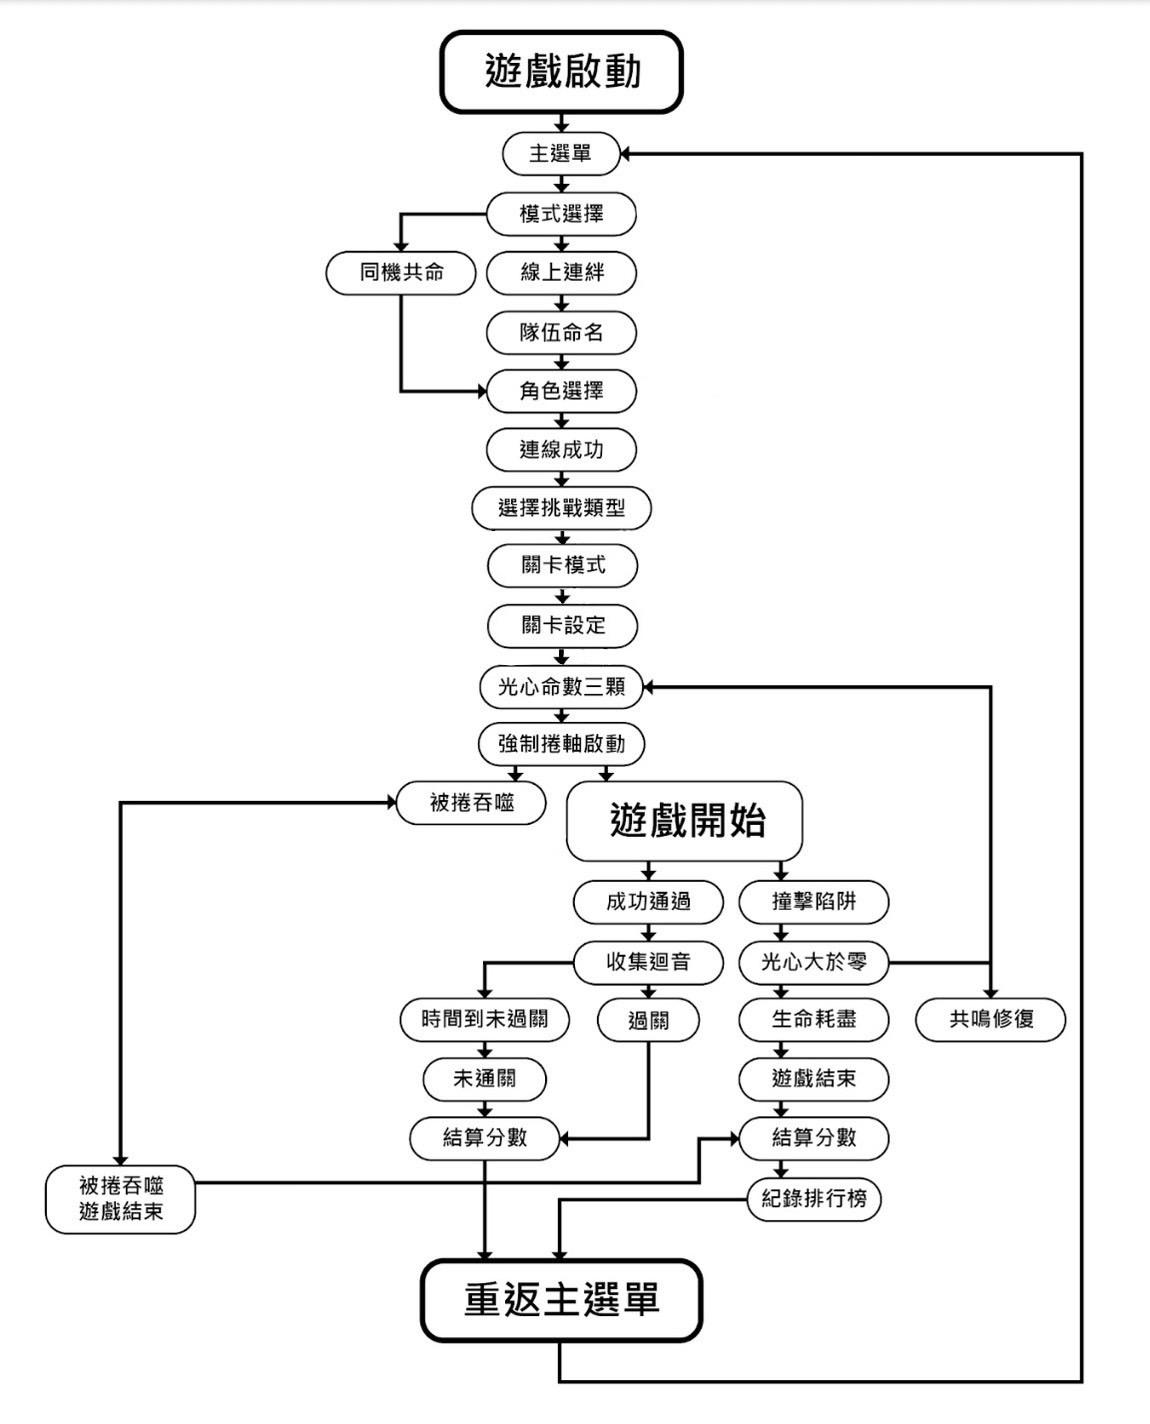 遊戲啟動
主選單
模式選擇
同機共命
線上連絆
隊伍命名
角色選擇
連線成功
選擇挑戰類型
關卡模式
關卡設定
光心命數三顆
強制捲軸啟動
被捲吞噬
遊戲開始
成功通過
撞擊陷阱
收集迴音
光心大於零
時間到未過關
過關
生命耗盡
共鳴修復
未通關
遊戲結束
結算分數
結算分數
被捲吞噬
遊戲結束
紀錄排行榜
重返主選單